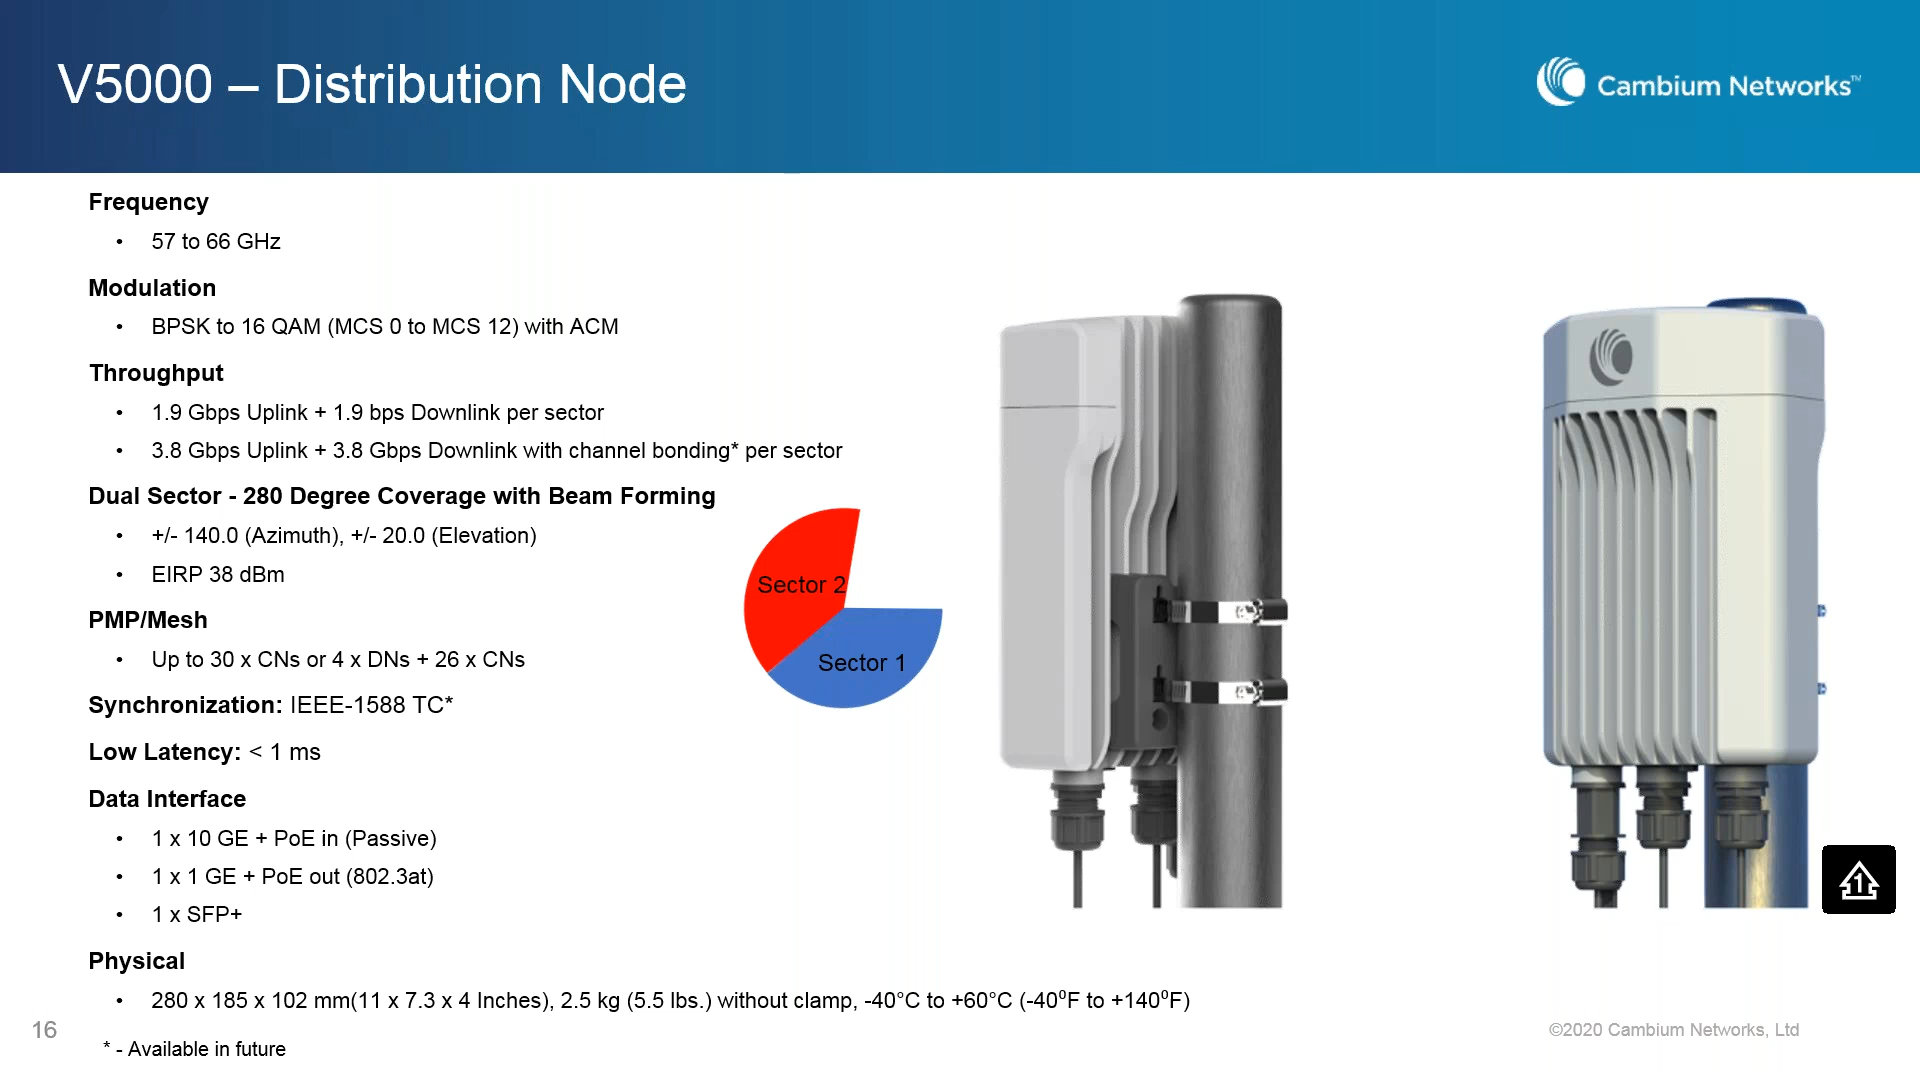 V5000 – Distribution Node
Cambium Networks™
Frequency
• 57 to 66 GHz
Modulation
• BPSK to 16 QAM (MCS 0 to MCS 12) with ACM
Throughput
• 1.9 Gbps Uplink + 1.9 bps Downlink per sector
• 3.8 Gbps Uplink + 3.8 Gbps Downlink with channel bonding* per sector
Dual Sector - 280 Degree Coverage with Beam Forming
• +/- 140.0 (Azimuth), +/- 20.0 (Elevation)
• EIRP 38 dBm
Sector 2
Sector 1
PMP/Mesh
• Up to 30 x CNs or 4 x DNs + 26 x CNs
Synchronization: IEEE-1588 TC*
Low Latency: < 1 ms
Data Interface
• 1 x 10 GE + PoE in (Passive)
• 1 x 1 GE + PoE out (802.3at)
• 1 x SFP+
1
Physical
• 280 x 185 x 102 mm(11 x 7.3 x 4 Inches), 2.5 kg (5.5 lbs.) without clamp, -40°C to +60°C (-40⁰F to +140⁰F)
16
* - Available in future
©2020 Cambium Networks, Ltd